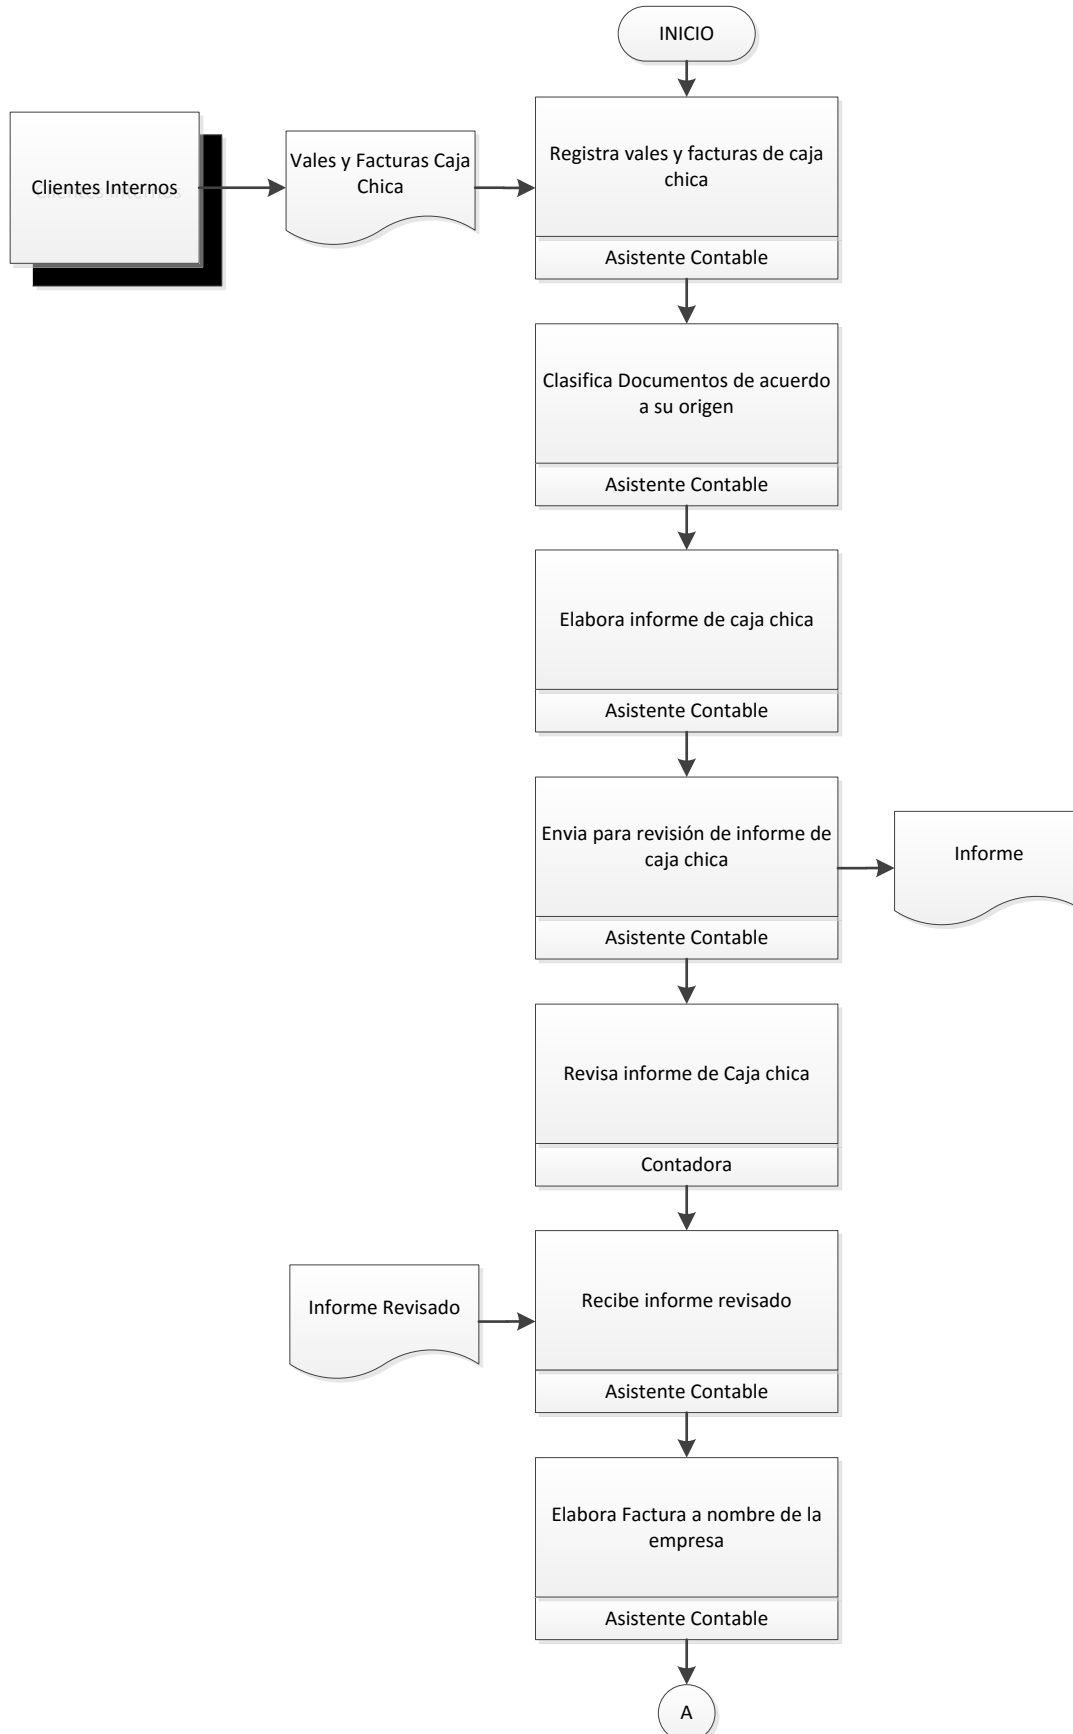 INICIO
Clientes Internos
Vales y Facturas Caja
Chica
Registra vales y facturas de caja
chica
Asistente Contable
Clasifica Documentos de acuerdo
a su origen
Asistente Contable
Elabora informe de caja chica
Asistente Contable
Envia para revisión de informe de
caja chica
Asistente Contable
Informe
Revisa informe de Caja chica
Contadora
Informe Revisado
Recibe informe revisado
Asistente Contable
Elabora Factura a nombre de la
empresa
Asistente Contable
A